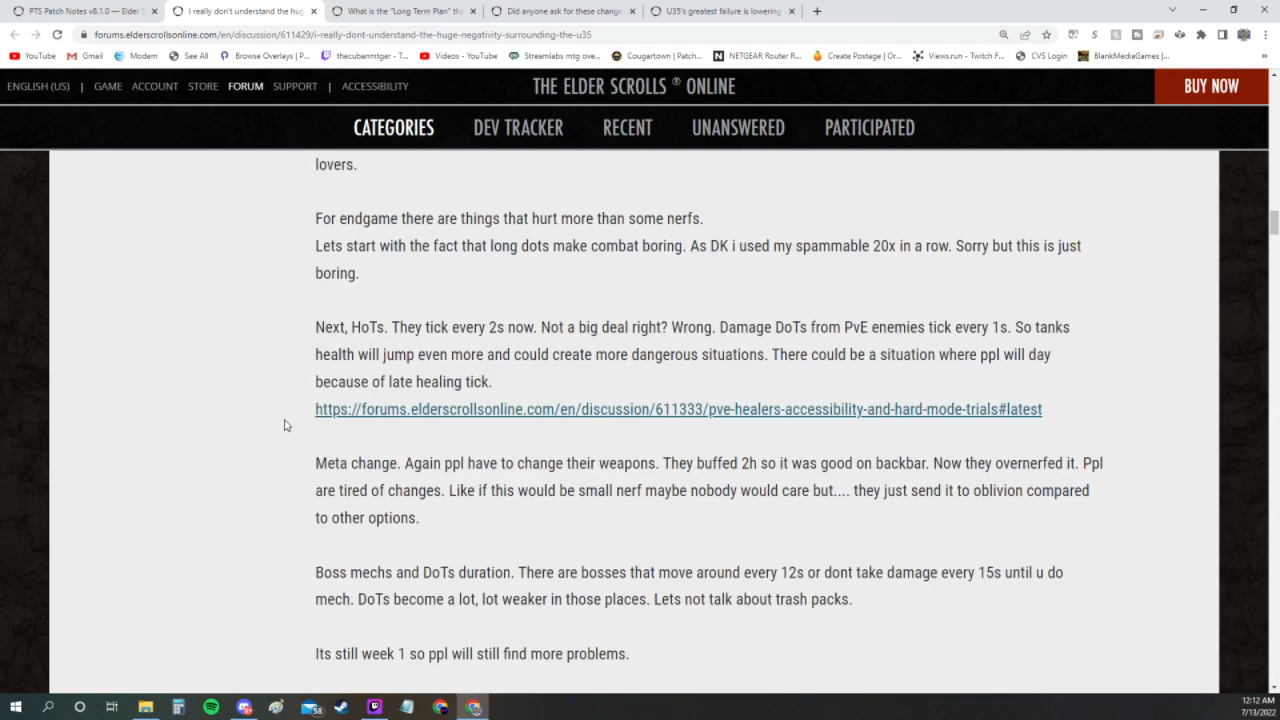 PTS Patch Notes v8.1.0 — Elder S
I really don't understand the hug
What is the "Long Term Plan" tha
Did anyone ask for these change
U35's greatest failure is lowering
forums.elderscrollsonline.com/en/discussion/611429/i-really-dont-understand-the-huge-negativity-surrounding-the-u35
YouTube
Gmail
Modem
See All
Browse Overlays | P...
thecubanmtger - T...
Videos - YouTube
Streamlabs mtg ove...
Cougartown | Patch...
NETGEAR Router R...
Create Postage | Or...
Views.run - Twitch F...
CVS Login
BlankMediaGames |...
ENGLISH (US) | GAME ACCOUNT STORE FORUM SUPPORT | ACCESSIBILITY
THE ELDER SCROLLS ® ONLINE
BUY NOW
CATEGORIES DEV TRACKER RECENT UNANSWERED PARTICIPATED
lovers.
For endgame there are things that hurt more than some nerfs.
Lets start with the fact that long dots make combat boring. As DK i used my spammable 20x in a row. Sorry but this is just
boring.
Next, HoTs. They tick every 2s now. Not a big deal right? Wrong. Damage DoTs from PvE enemies tick every 1s. So tanks
health will jump even more and could create more dangerous situations. There could be a situation where ppl will day
because of late healing tick.
https://forums.elderscrollsonline.com/en/discussion/611333/pve-healers-accessibility-and-hard-mode-trials#latest
Meta change. Again ppl have to change their weapons. They buffed 2h so it was good on backbar. Now they overnerfed it. Ppl
are tired of changes. Like if this would be small nerf maybe nobody would care but.... they just send it to oblivion compared
to other options.
Boss mechs and DoTs duration. There are bosses that move around every 12s or dont take damage every 15s until u do
mech. DoTs become a lot, lot weaker in those places. Lets not talk about trash packs.
Its still week 1 so ppl will still find more problems.
58
12:12 AM
7/13/2022